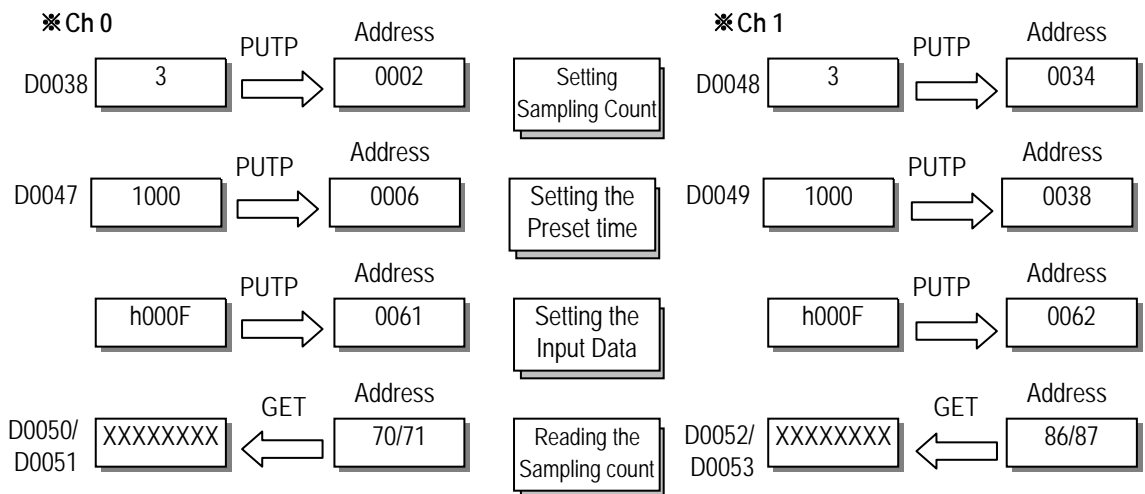 ※Ch 0
D0038
3
PUTP
Address
0002
Setting
Sampling Count
※Ch 1
D0048
3
PUTP
Address
0034
D0047
1000
PUTP
Address
0006
Setting the
Preset time
D0049
1000
PUTP
Address
0038
h000F
PUTP
Address
0061
Setting the
Input Data
h000F
PUTP
Address
0062
D0050/
D0051
XXXXXXXX
GET
Address
70/71
Reading the
Sampling count
D0052/
D0053
XXXXXXXX
GET
Address
86/87